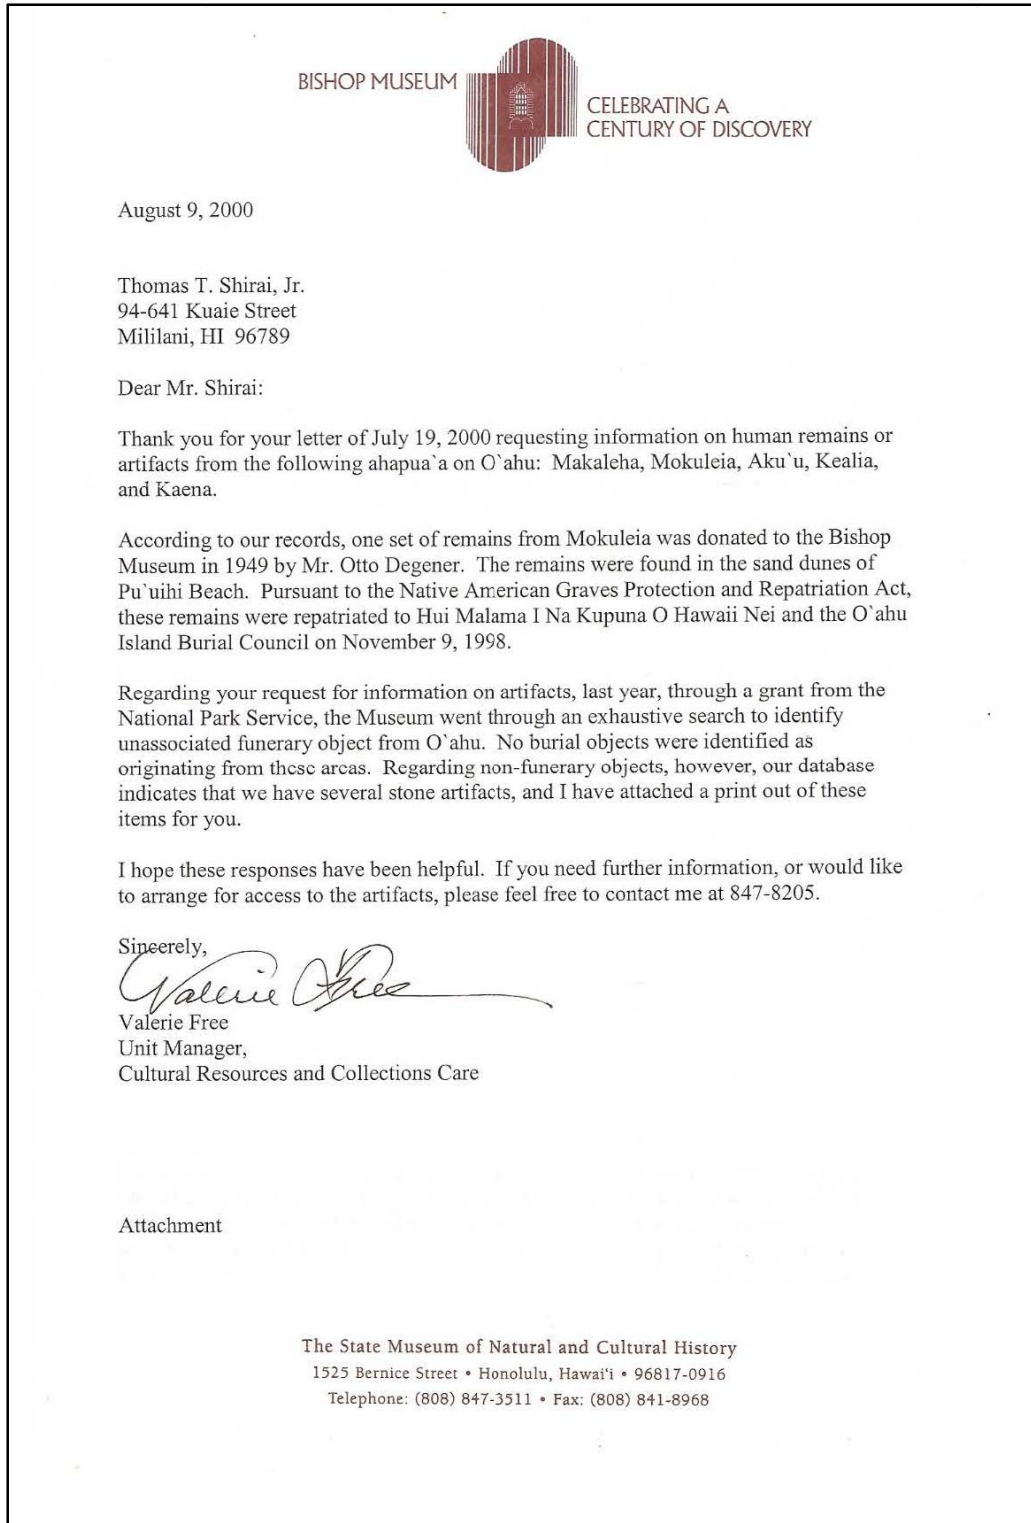 BISHOP MUSEUM
CELEBRATING A
CENTURY OF DISCOVERY
August 9, 2000
Thomas T. Shirai, Jr.
94-641 Kuaie Street
Mililani, HI 96789
Dear Mr. Shirai:
Thank you for your letter of July 19, 2000 requesting information on human remains or
artifacts from the following ahapua`a on O`ahu: Makaleha, Mokuleia, Aku`u, Kealia,
and Kaena.
According to our records, one set of remains from Mokuleia was donated to the Bishop
Museum in 1949 by Mr. Otto Degener. The remains were found in the sand dunes of
Pu`uihi Beach. Pursuant to the Native American Graves Protection and Repatriation Act,
these remains were repatriated to Hui Malama I Na Kupuna O Hawaii Nei and the O`ahu
Island Burial Council on November 9, 1998.
Regarding your request for information on artifacts, last year, through a grant from the
National Park Service, the Museum went through an exhaustive search to identify
unassociated funerary object from O`ahu. No burial objects were identified as
originating from these areas. Regarding non-funerary objects, however, our database
indicates that we have several stone artifacts, and I have attached a print out of these
items for you.
I hope these responses have been helpful. If you need further information, or would like
to arrange for access to the artifacts, please feel free to contact me at 847-8205.
Sincerely,
Valerie Free
Valerie Free
Unit Manager,
Cultural Resources and Collections Care
Attachment
The State Museum of Natural and Cultural History
1525 Bernice Street • Honolulu, Hawai‘i • 96817-0916
Telephone: (808) 847-3511 • Fax: (808) 841-8968